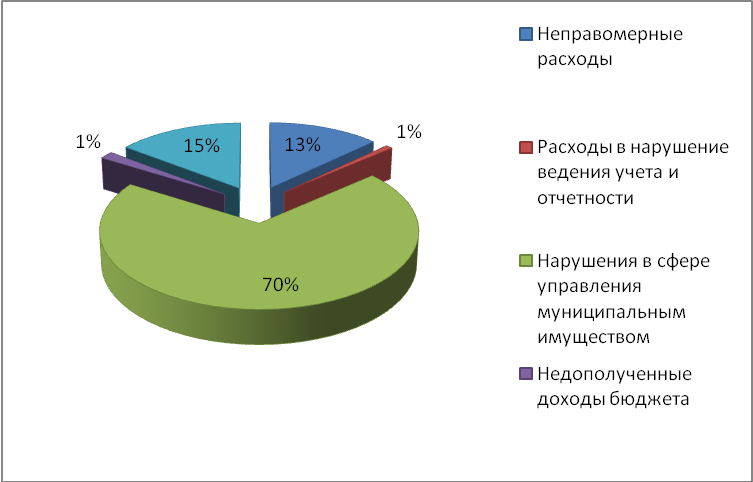 1%
15%
13%
1%
70%
Неправомерные
расходы
Расходы в нарушение
ведения учета и
отчетности
Нарушения в сфере
управления
муниципальным
имуществом
Недополученные
доходы бюджета